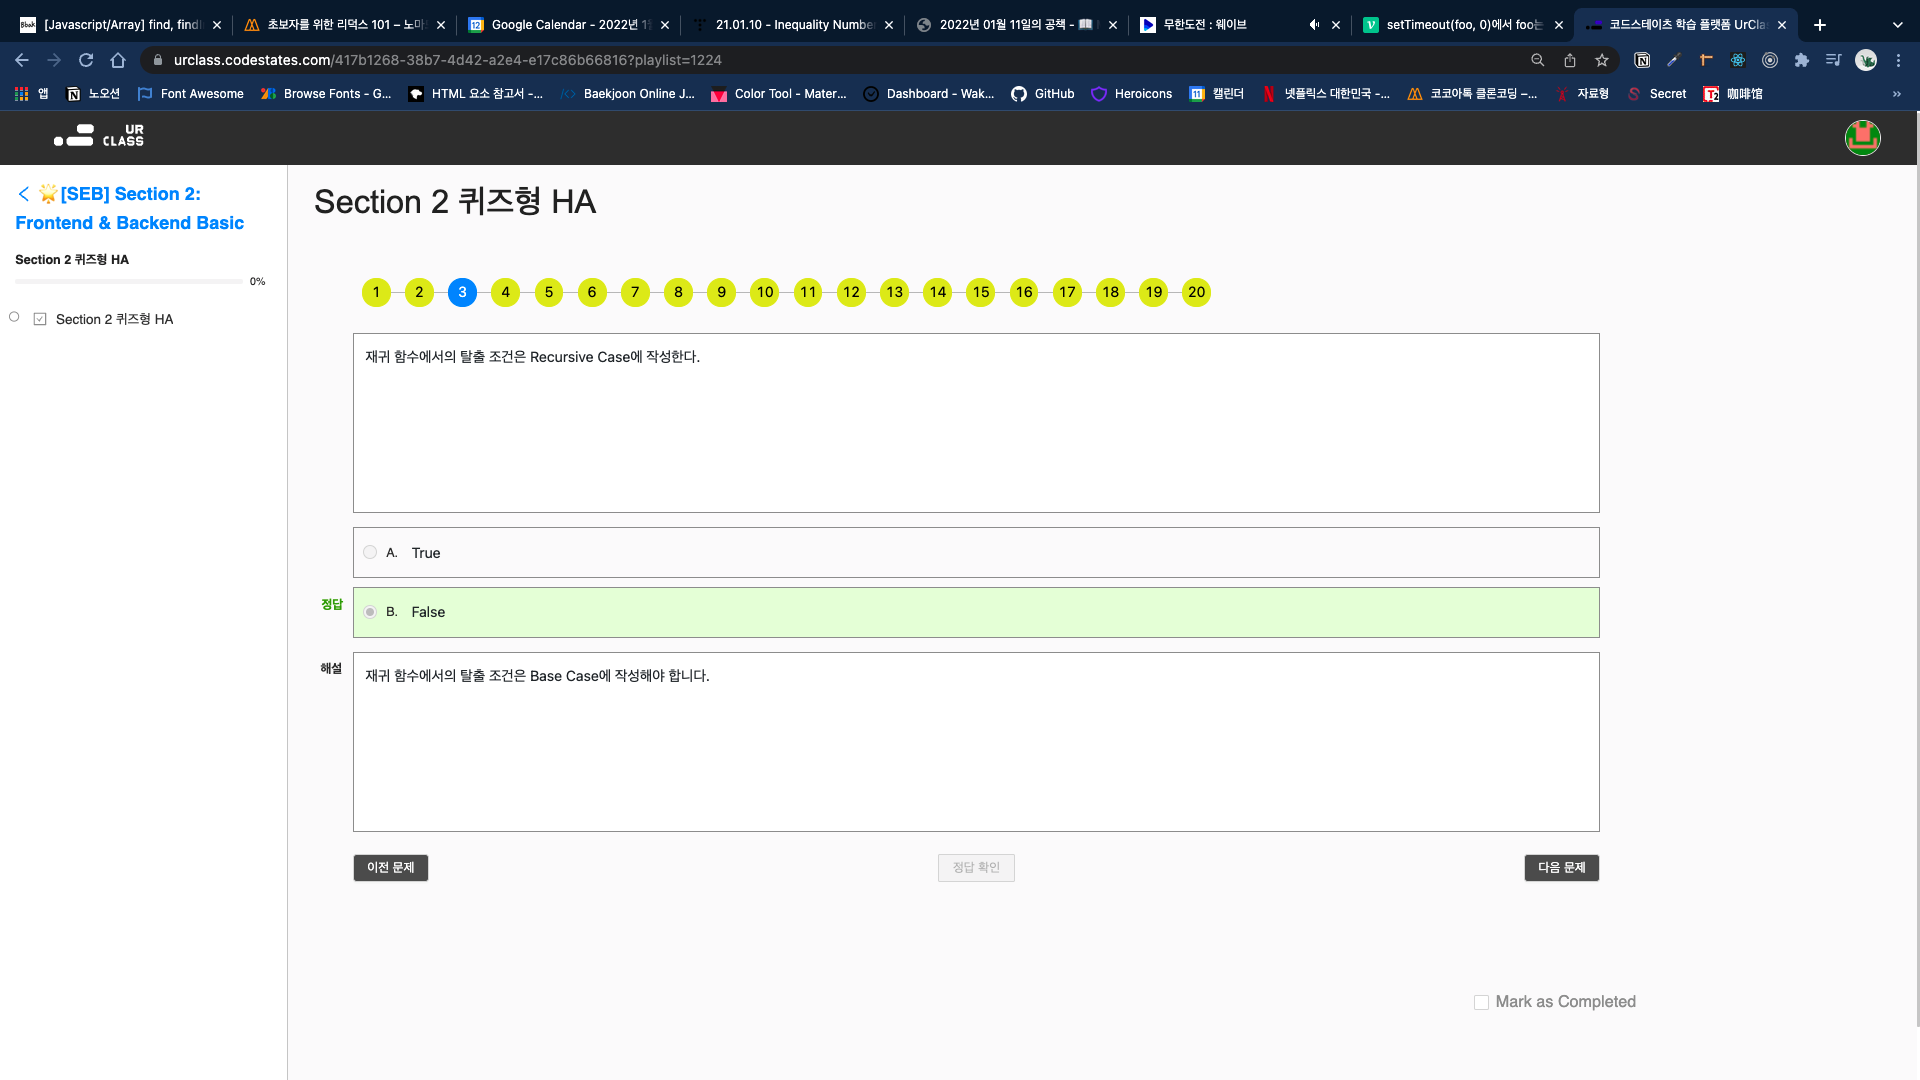 [Javascript/Array] find, find
초보자를 위한 리덕스 101 – 노마
Google Calendar - 2022년 1
21.01.10 - Inequality Number
2022년 01월 11일의 공책 - 📖
무한도전 : 웨이브
setTimeout(foo, 0)에서 foo는
코드스테이츠 학습 플랫폼 UrCla
urclass.codestates.com/417b1268-38b7-4d42-a2e4-e17c86b66816?playlist=1224
앱
노오션
Font Awesome
Browse Fonts - G...
HTML 요소 참고서 -...
Baekjoon Online J...
Color Tool - Mater...
Dashboard - Wak...
GitHub
Heroicons
캘린더
넷플릭스 대한민국 -...
코코아톡 클론코딩 –...
자료형
Secret
咖啡馆
UR
CLASS
[SEB] Section 2:
Frontend & Backend Basic
Section 2 퀴즈형 HA
0%
Section 2 퀴즈형 HA
Section 2 퀴즈형 HA
1 2 3 4 5 6 7 8 9 10 11 12 13 14 15 16 17 18 19 20
재귀 함수에서의 탈출 조건은 Recursive Case에 작성한다.
A. True
정답
B. False
해설
재귀 함수에서의 탈출 조건은 Base Case에 작성해야 합니다.
이전 문제
정답 확인
다음 문제
Mark as Completed